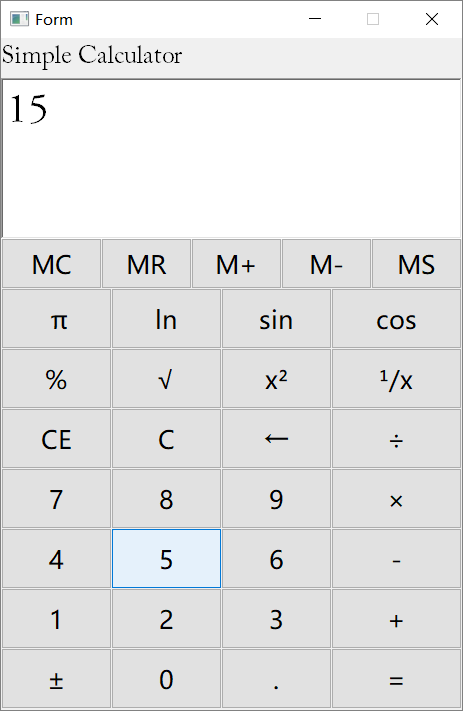 Form
Simple Calculator
15
MC MR M+ M- MS
π ln sin cos
% √ x² ¹/x
CE C ← ÷
7 8 9 ×
4 5 6 -
1 2 3 +
± 0 . =